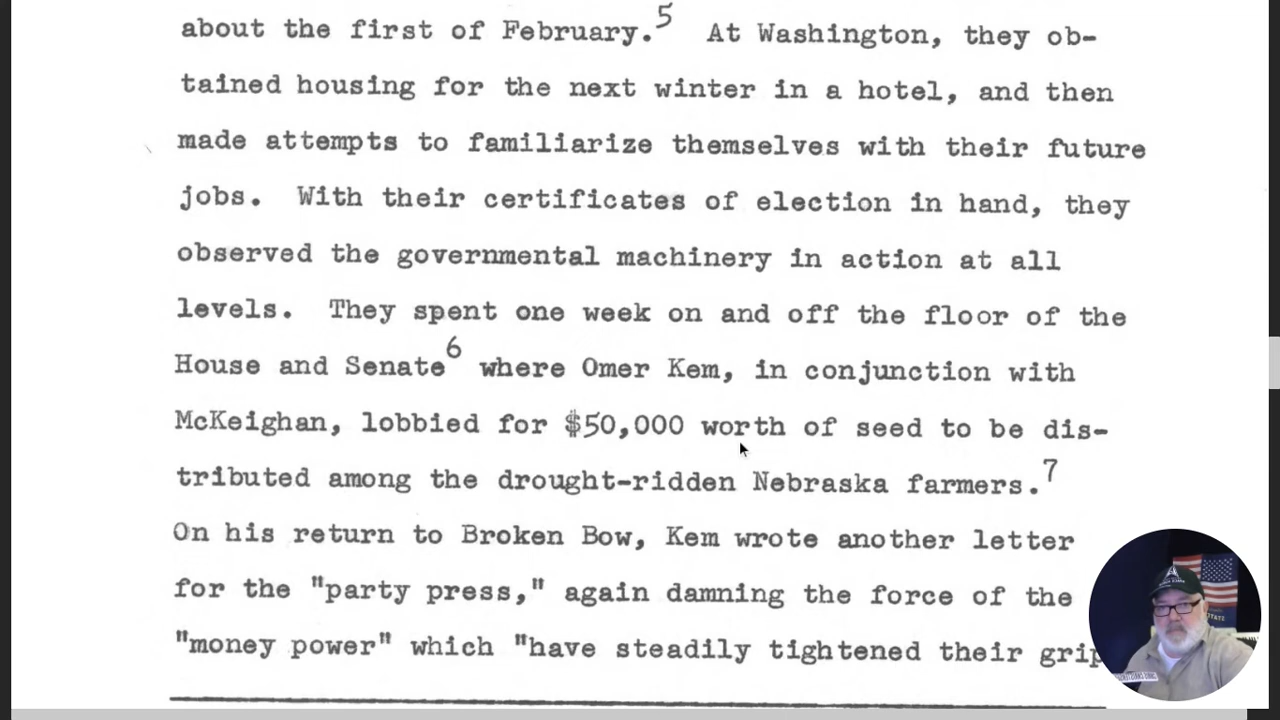 about the first of February.5 At Washington, they ob-
tained housing for the next winter in a hotel, and then
made attempts to familiarize themselves with their future
jobs. With their certificates of election in hand, they
observed the governmental machinery in action at all
levels. They spent one week on and off the floor of the
House and Senate6 where Omer Kem, in conjunction with
McKeighan, lobbied for $50,000 worth of seed to be dis-
tributed among the drought-ridden Nebraska farmers.7
On his return to Broken Bow, Kem wrote another letter
for the "party press," again damning the force of the
"money power" which "have steadily tightened their grip